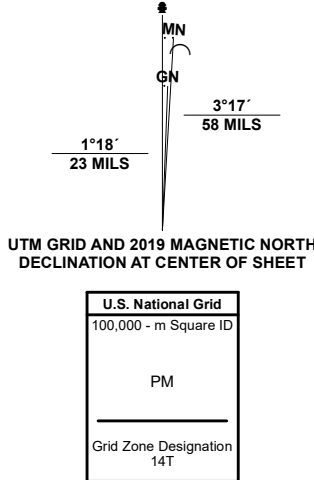 MN
GN
3°17´
58 MILS
1°18´
23 MILS
UTM GRID AND 2019 MAGNETIC NORTH
DECLINATION AT CENTER OF SHEET
U.S. National Grid
100,000 - m Square ID
PM
Grid Zone Designation
14T